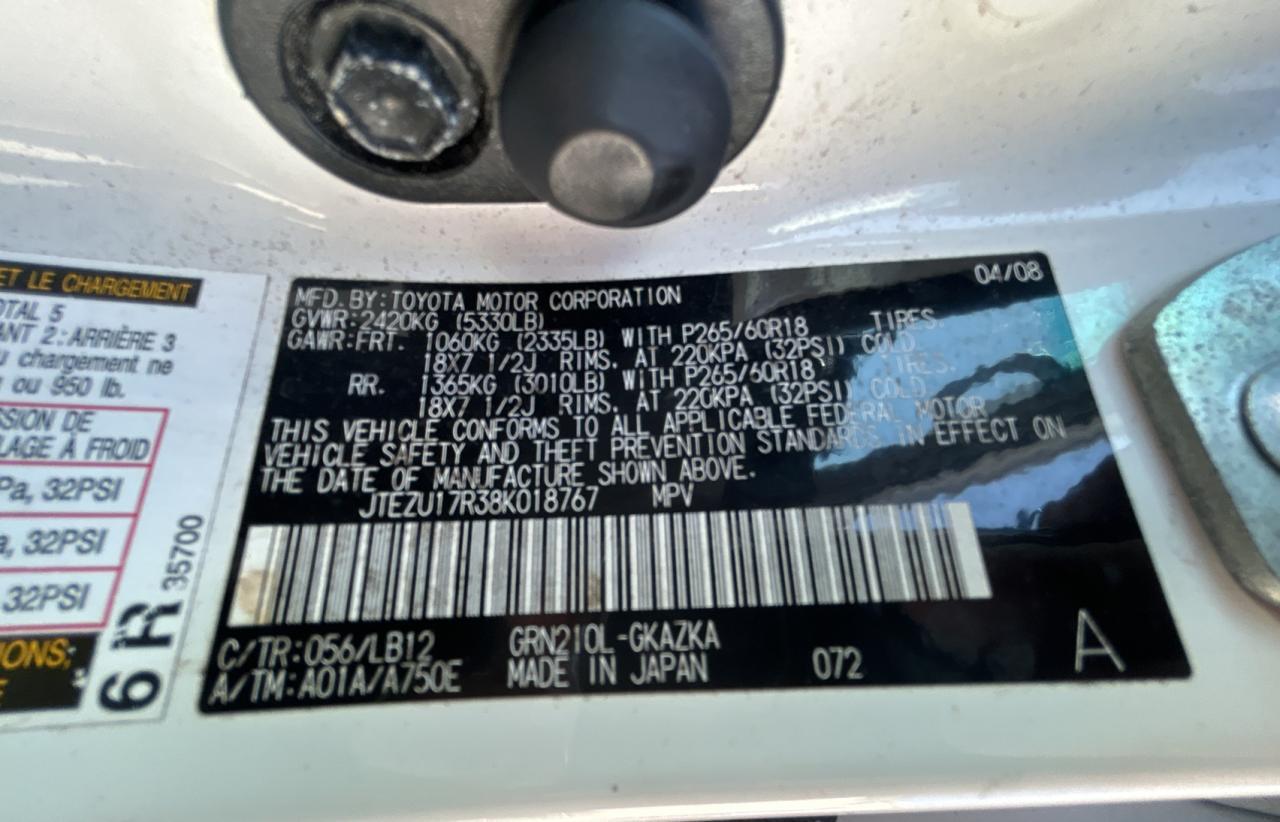 ET LE CHARGEMENT
OTAL 5
ANT 2: ARRIÈRE 3
u chargement ne
ou 950 lb.
SSION DE
LAGE À FROID
Pa, 32PSI
a, 32PSI
32PSI
IONS;
E
6 R
35700
04/08
MFD. BY: TOYOTA MOTOR CORPORATION
GVWR: 2420KG (5330LB)
GAWR: FRT. 1060KG (2335LB) WITH P265/60R18 TIRES.
18X7 1/2J RIMS. AT 220KPA (32PSI) COLD.
RR. 1365KG (3010LB) WITH P265/60R18 TIRES.
18X7 1/2J RIMS. AT 220KPA (32PSI) COLD.
THIS VEHICLE CONFORMS TO ALL APPLICABLE FEDERAL MOTOR
VEHICLE SAFETY AND THEFT PREVENTION STANDARDS IN EFFECT ON
THE DATE OF MANUFACTURE SHOWN ABOVE.
JTEZU17R38K018767 MPV
C/TR: 056/LB12 GRN210L-GKAZKA
A/TM: A01A/A750E MADE IN JAPAN 072
A